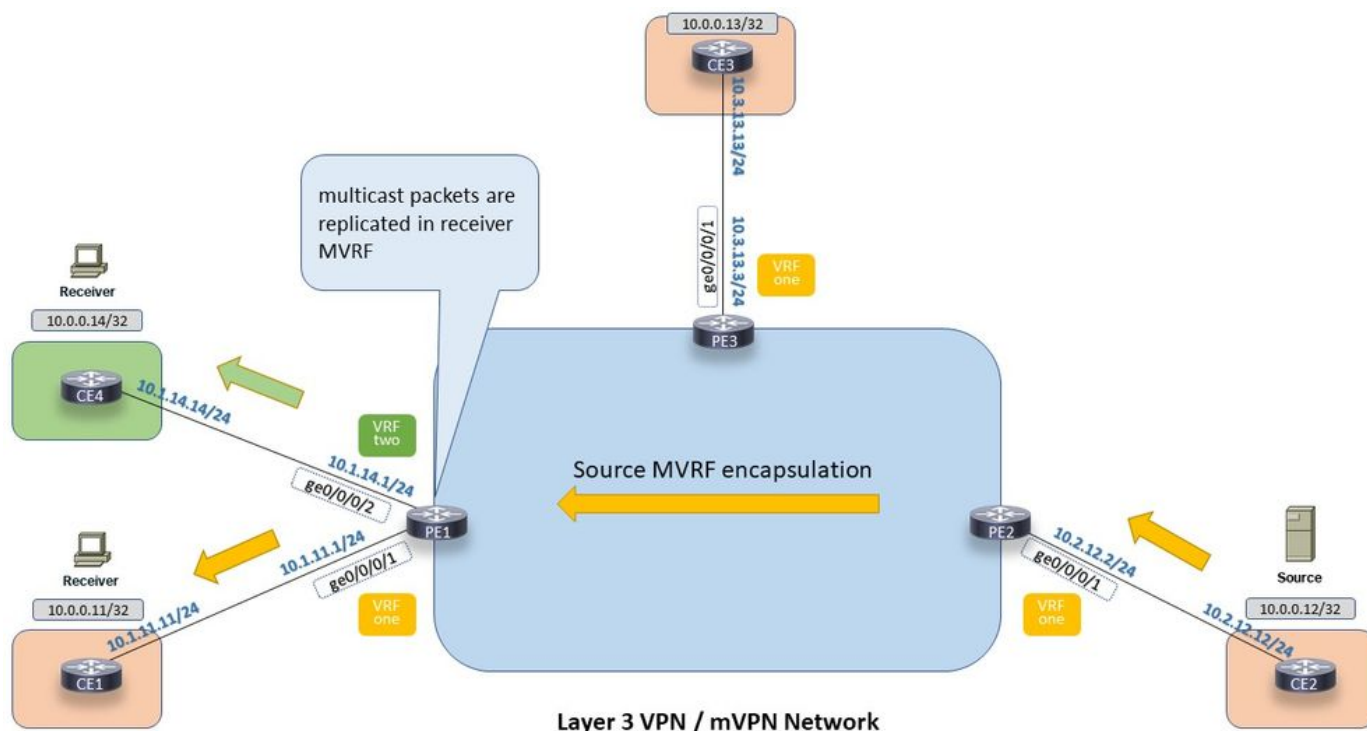 10.0.0.13/32
CE3
10.3.13.13/24
multicast packets are
replicated in receiver
MVRF
ge0/0/0/1
10.3.13.3/24
VRF
one
PE3
Receiver
10.0.0.14/32
CE4
10.1.14.14/24
VRF
two
10.1.14.1/24
ge0/0/0/2
Source MVRF encapsulation
PE1
PE2
Receiver
10.0.0.11/32
10.1.11.1/24
ge0/0/0/1
10.1.11.11/24
VRF
one
CE1
10.2.12.2/24
ge0/0/0/1
VRF
one
Source
10.0.0.12/32
10.2.12.12/24
CE2
Layer 3 VPN / mVPN Network